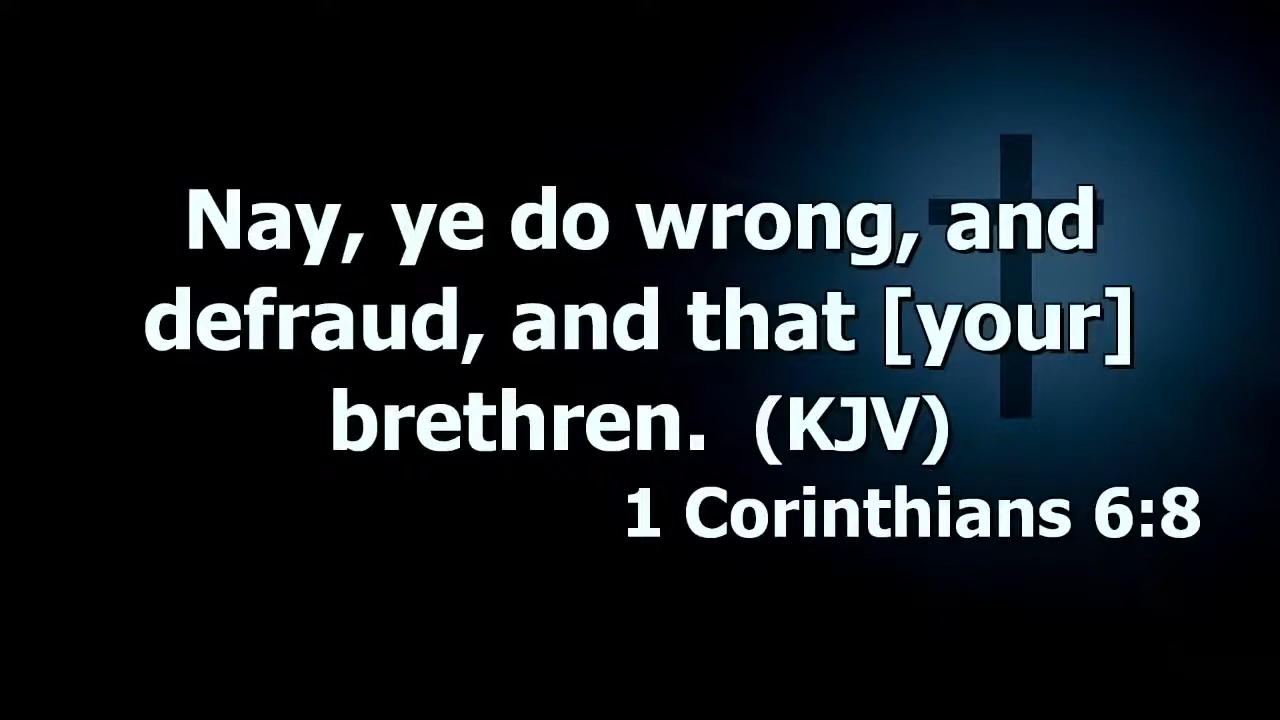 Nay, ye do wrong, and
defraud, and that [your]
brethren.  (KJV)
1 Corinthians 6:8